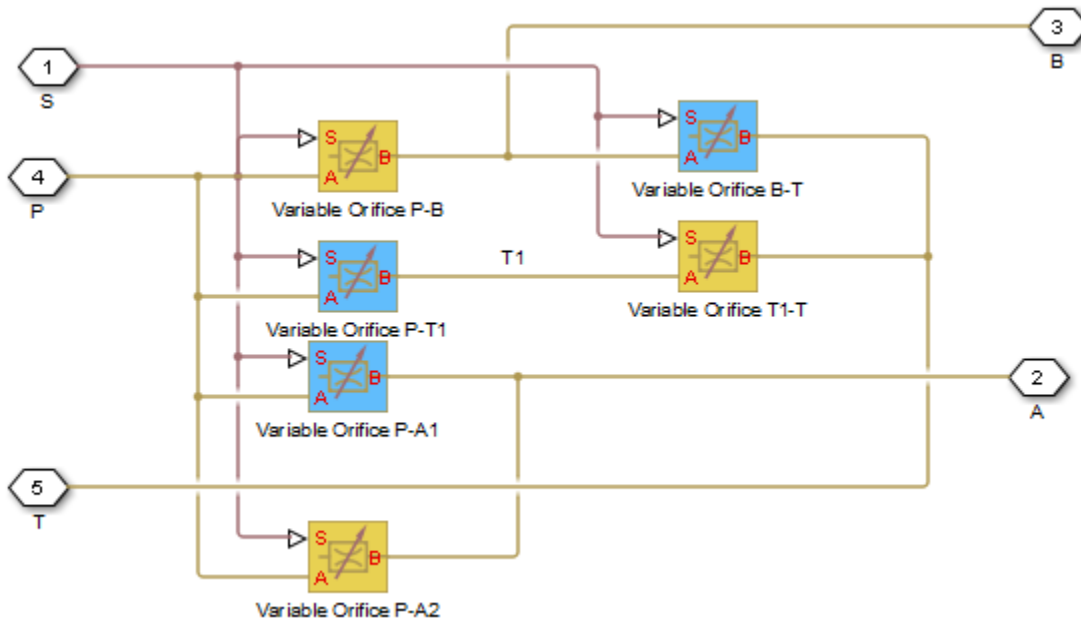 3
B
1
S
S
A
B
Variable Orifice P-B
S
A
B
Variable Orifice B-T
4
P
S
A
B
Variable Orifice P-T1
T1
S
A
B
Variable Orifice T1-T
S
A
B
Variable Orifice P-A1
2
A
5
T
S
A
B
Variable Orifice P-A2